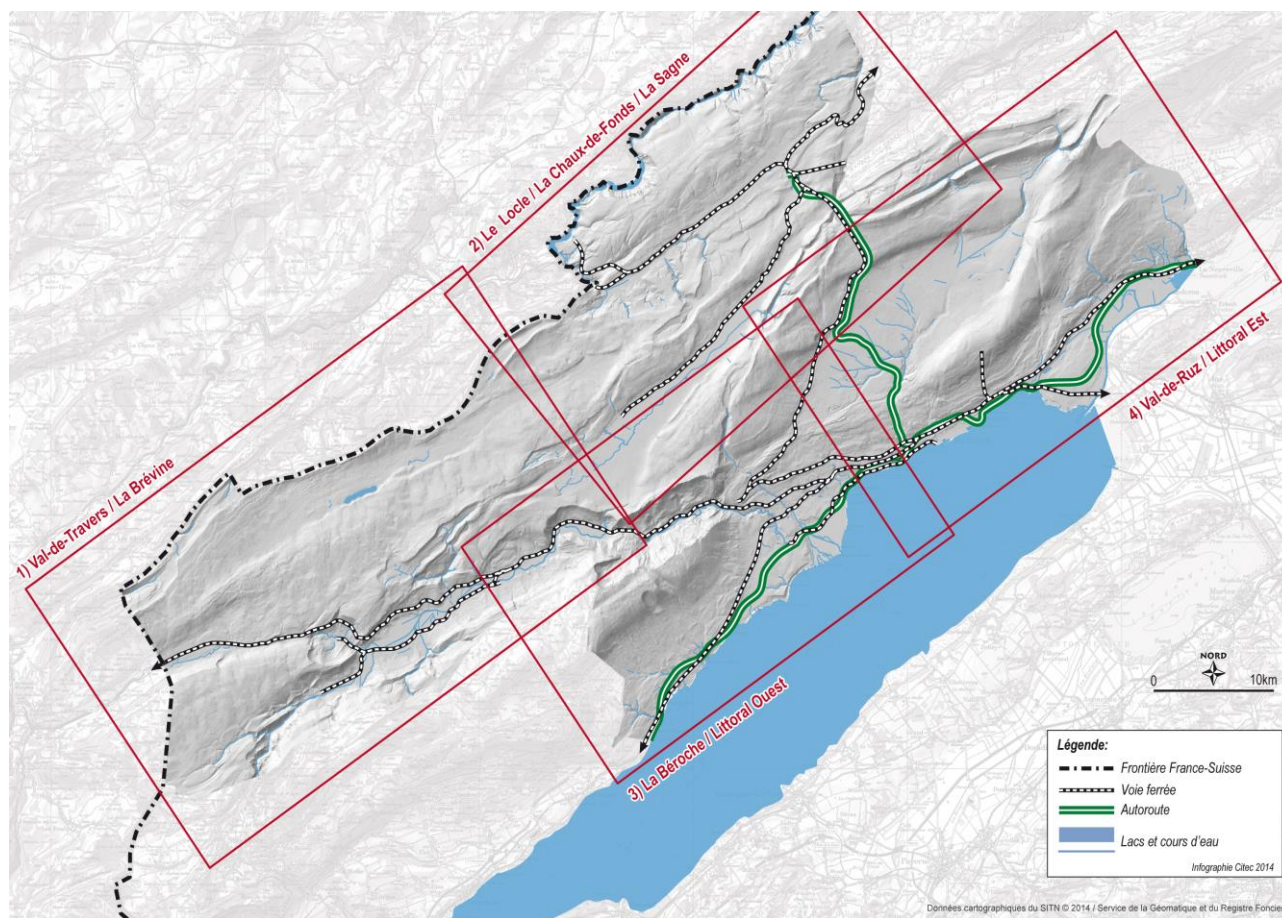 2) Le Locle / La Chaux-de-Fonds / La Sagne
1) Val-de-Travers / La Brévine
4) Val-de-Ruz / Littoral Est
3) La Béroche / Littoral Ouest
NORD
0 10km
Légende:
Frontière France-Suisse
Voie ferrée
Autoroute
Lacs et cours d'eau
Infographie Citec 2014
Données cartographiques du SITN © 2014 / Service de la Géomatique et du Registre Foncie